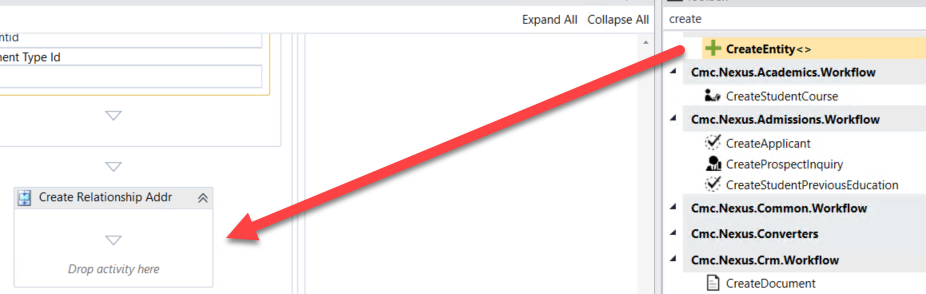 Expand All Collapse All
ntid
ment Type Id
Create Relationship Addr
Drop activity here
create
CreateEntity<>
Cmc.Nexus.Academics.Workflow
CreateStudentCourse
Cmc.Nexus.Admissions.Workflow
CreateApplicant
CreateProspectInquiry
CreateStudentPreviousEducation
Cmc.Nexus.Common.Workflow
Cmc.Nexus.Converters
Cmc.Nexus.Crm.Workflow
CreateDocument